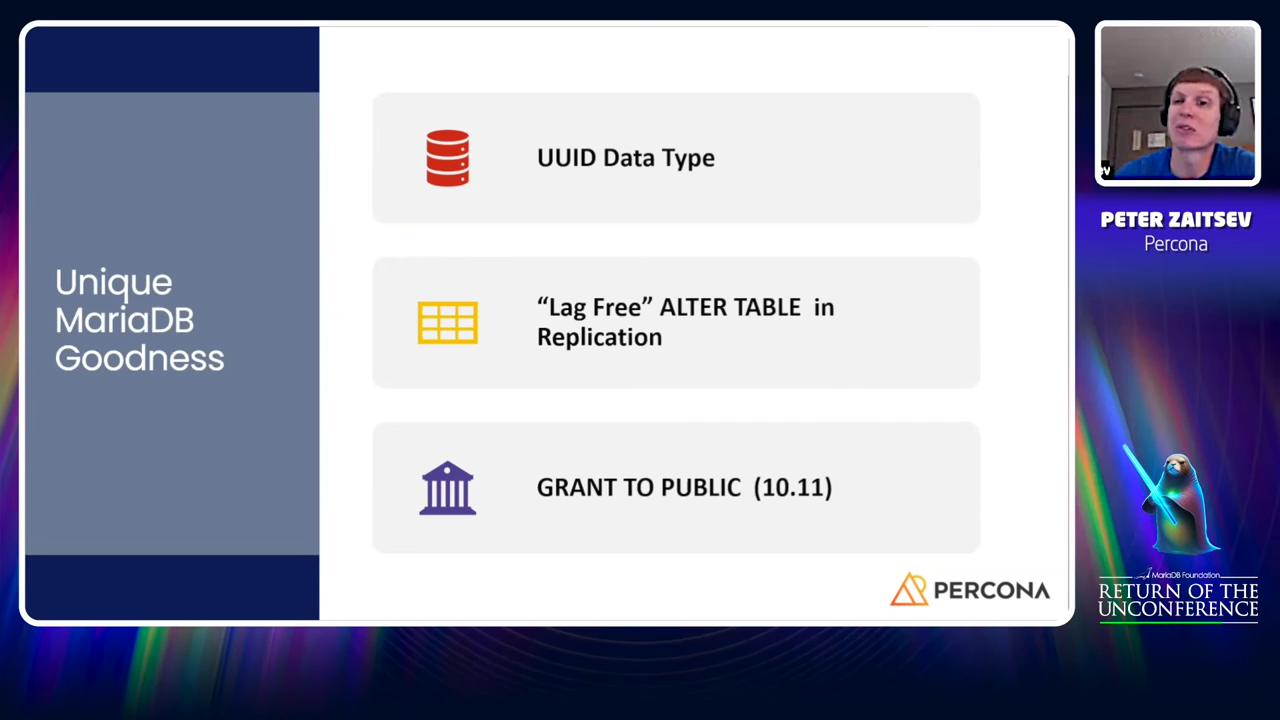 Unique
MariaDB
Goodness
UUID Data Type
“Lag Free” ALTER TABLE in
Replication
GRANT TO PUBLIC (10.11)
PERCONA
PETER ZAITSEV
Percona
MariaDB Foundation
RETURN OF THE
UNCONFERENCE